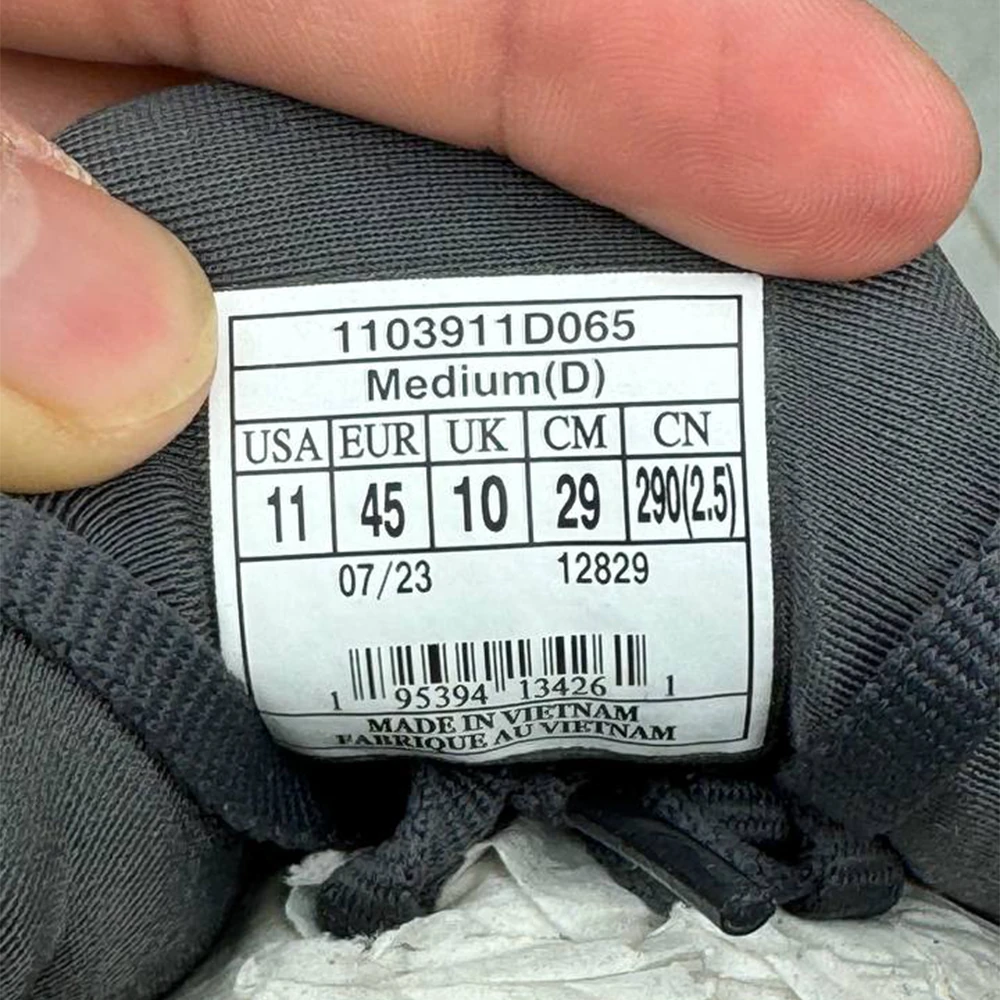 1103911D065
Medium(D)
USA EUR UK CM CN
11 45 10 29 290(2.5)
07/23 12829
1 95394 13426 1
MADE IN VIETNAM
FABRIQUE AU VIETNAM